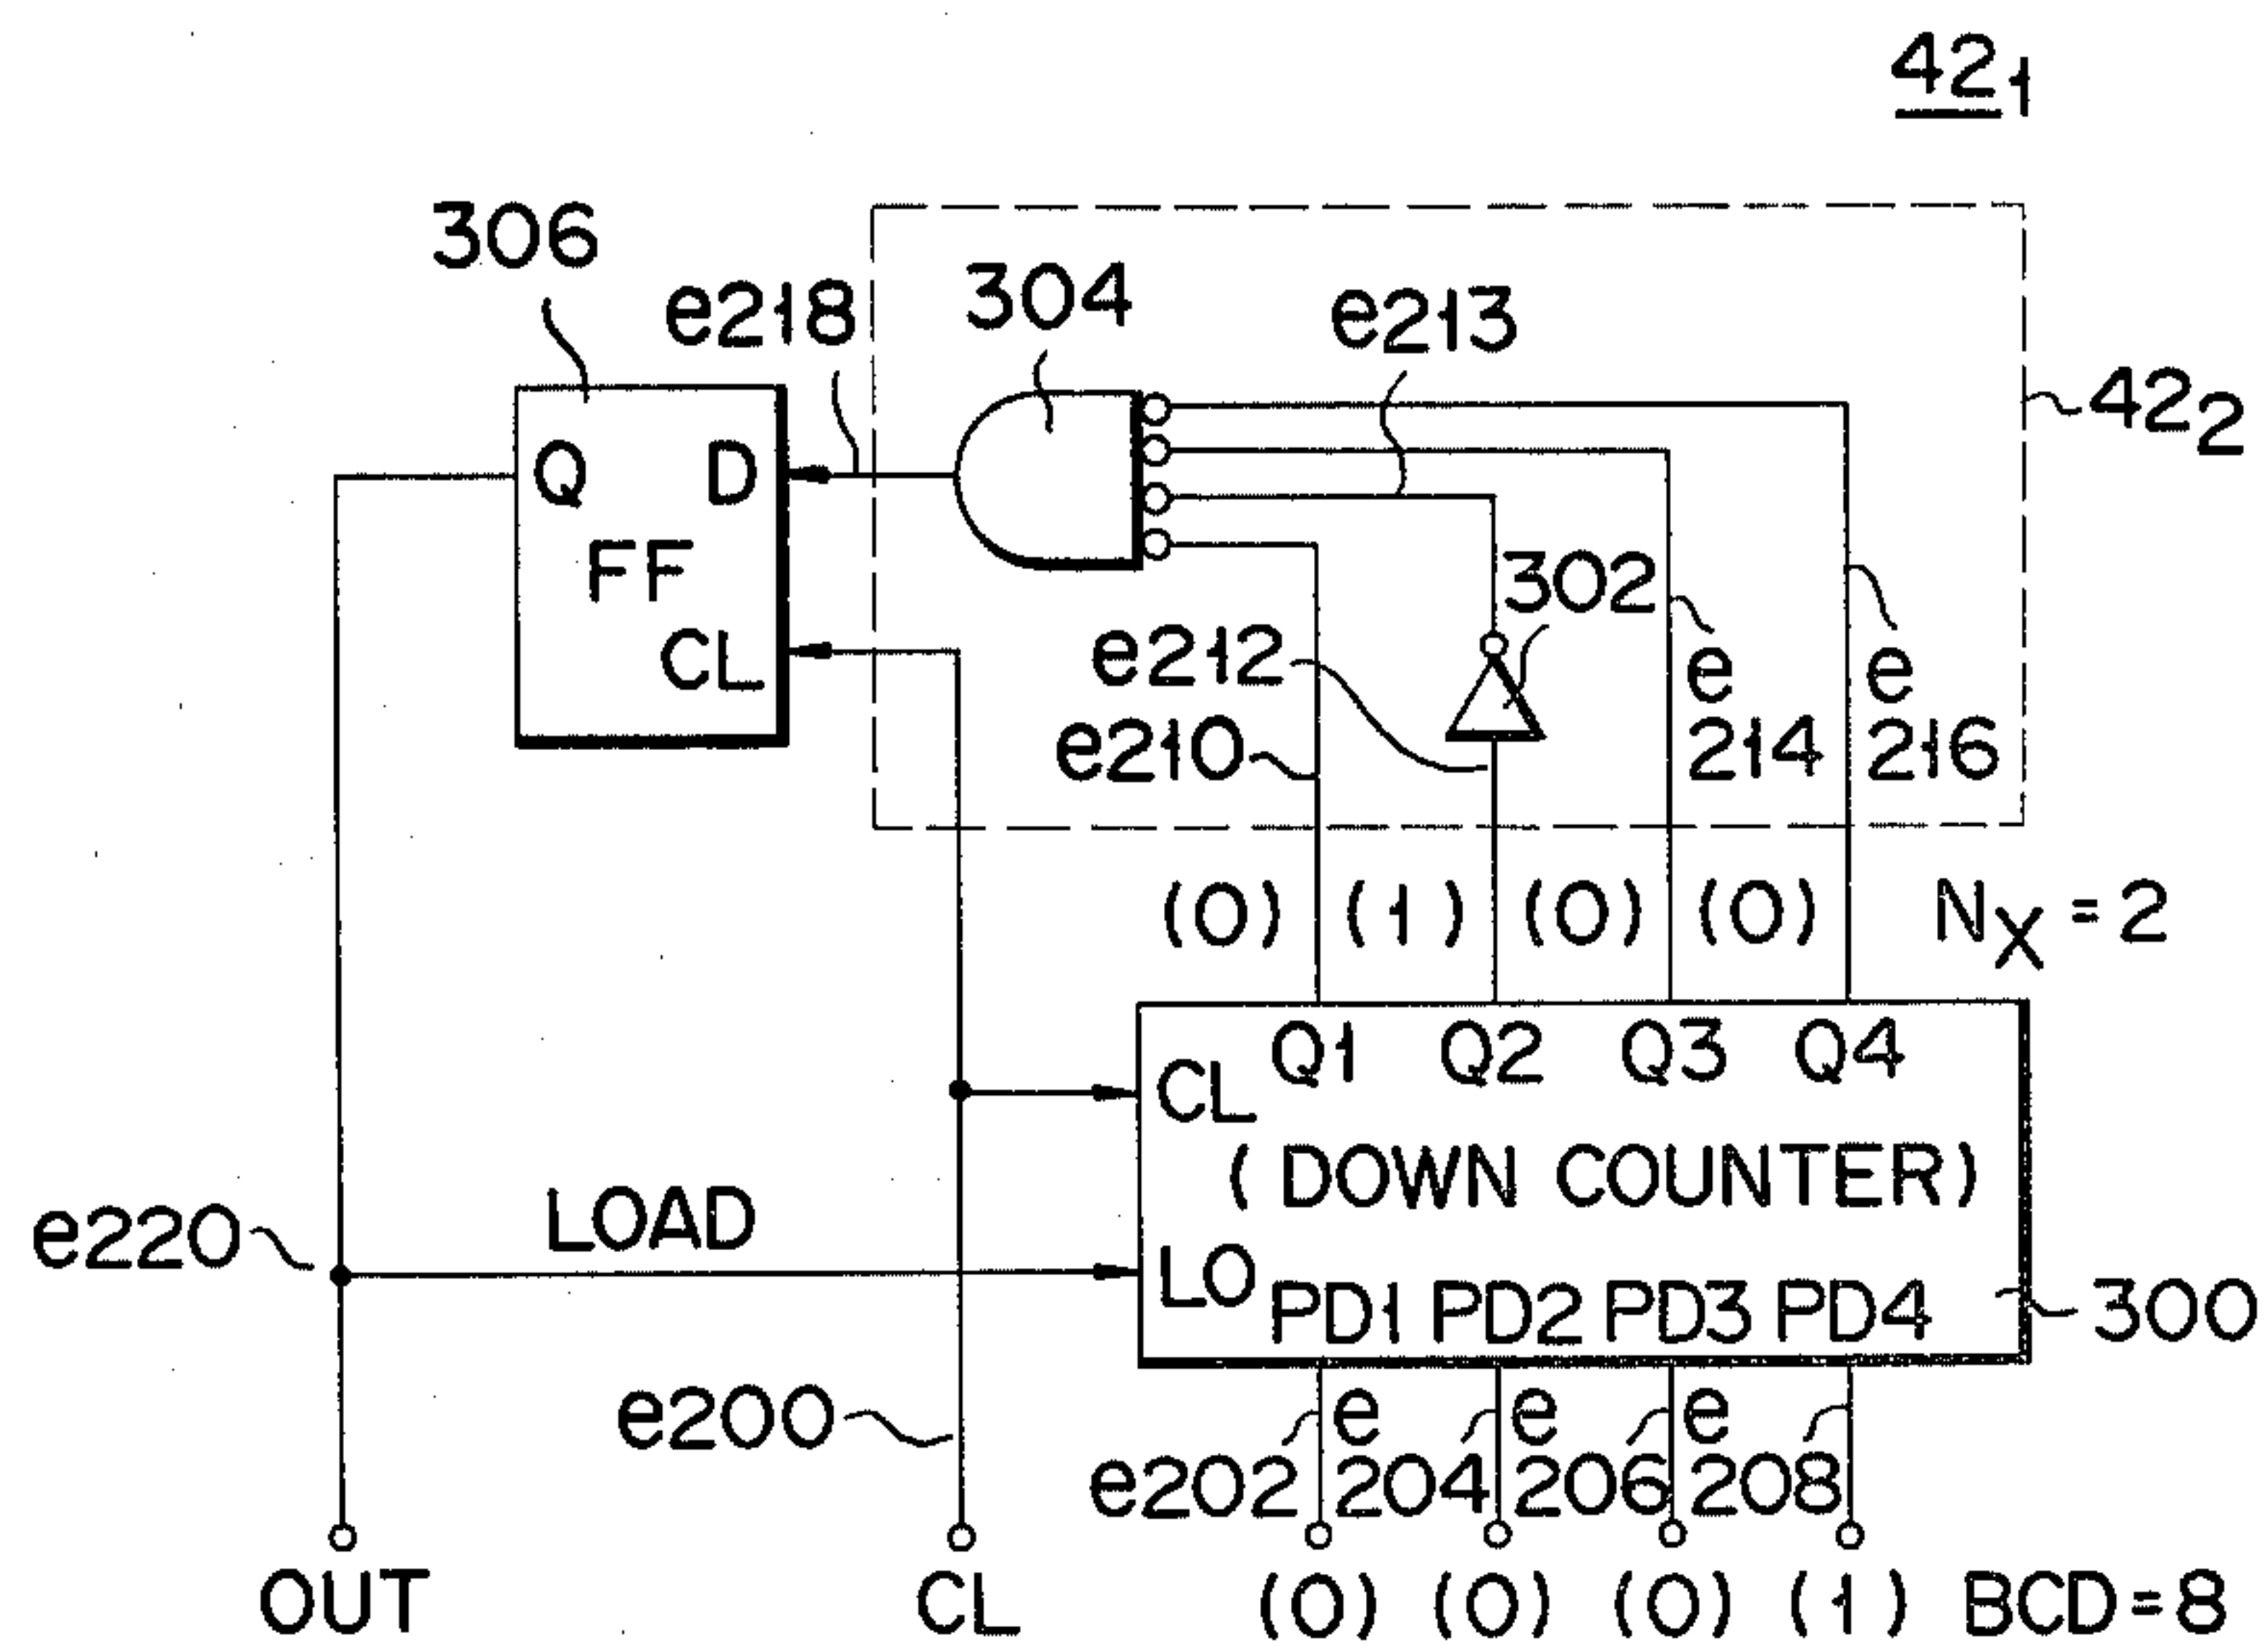 42₁
306
e218
304
e213
42₂
Q D
FF
CL
302
e212
e210
e
214
e
216
(0) (1) (0) (0) Nx = 2
Q1 Q2 Q3 Q4
CL
(DOWN COUNTER)
LOAD
LO
PD1 PD2 PD3 PD4
300
e220
e200
e202
e
204
e
206
e
208
OUT
CL
(0) (0) (0) (1) BCD = 8